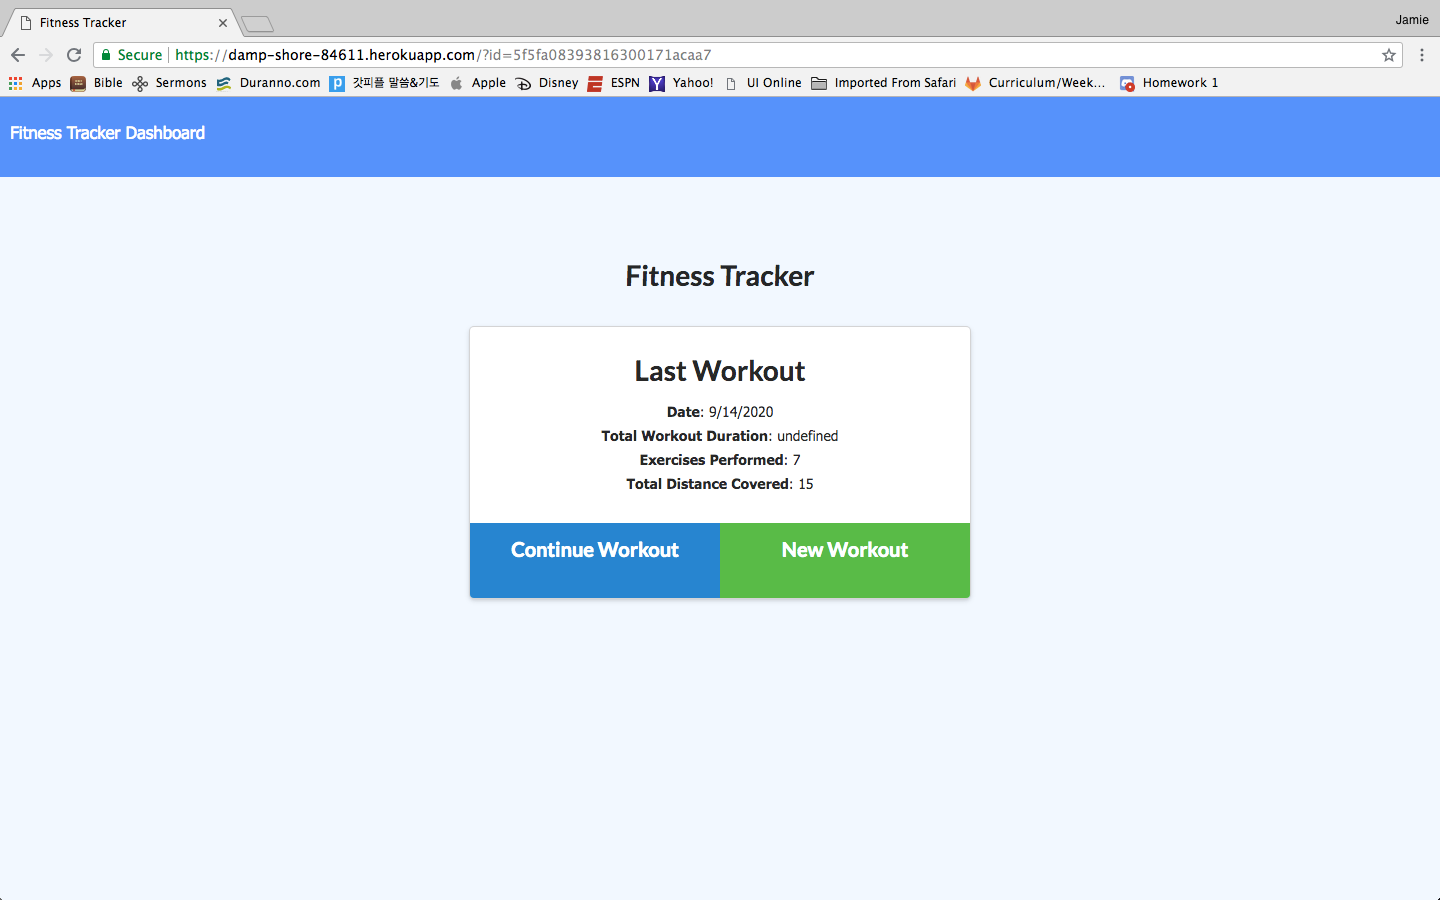 Fitness Tracker
Jamie
Secure https://damp-shore-84611.herokuapp.com/?id=5f5fa08393816300171acaa7
Apps Bible Sermons Duranno.com 갓피플 말씀&기도 Apple Disney ESPN Yahoo! UI Online Imported From Safari Curriculum/Week... Homework 1
Fitness Tracker Dashboard
Fitness Tracker
Last Workout
Date: 9/14/2020
Total Workout Duration: undefined
Exercises Performed: 7
Total Distance Covered: 15
Continue Workout New Workout